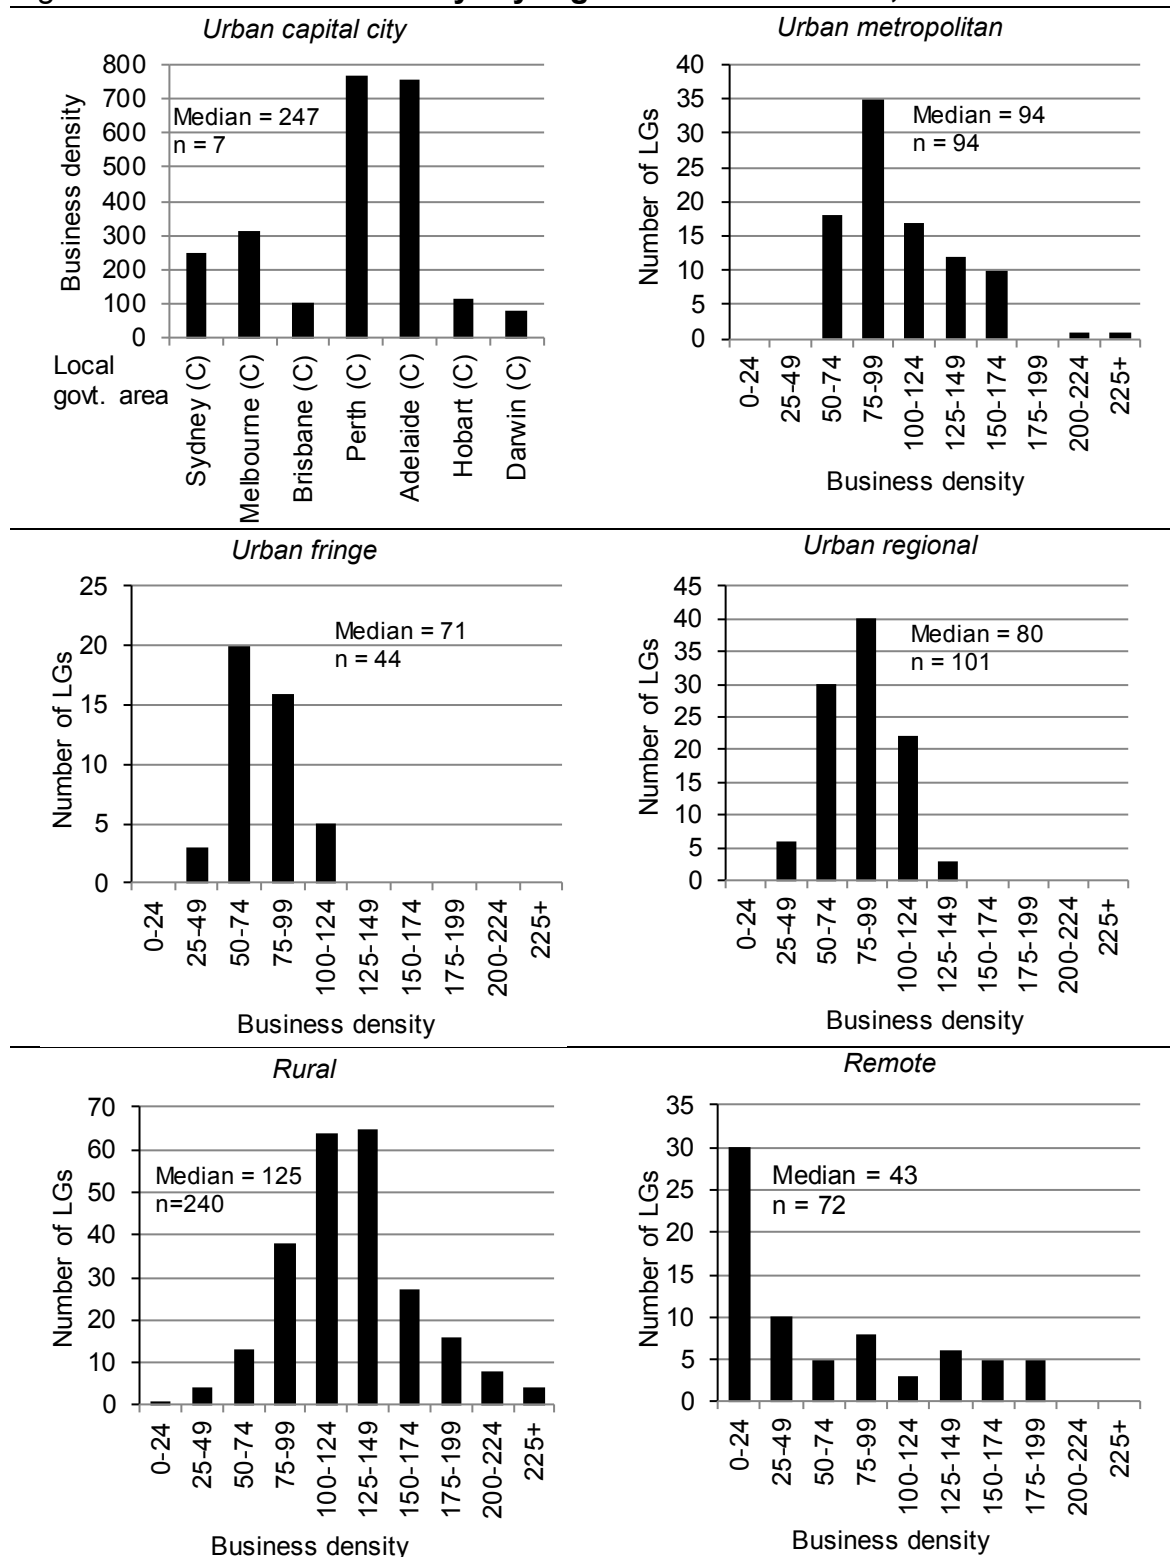 Urban capital city
800
700
600
500
400
300
200
100
0
Business density
Median = 247
n = 7
Local
govt. area
Sydney (C)
Melbourne (C)
Brisbane (C)
Perth (C)
Adelaide (C)
Hobart (C)
Darwin (C)
Urban metropolitan
40
35
30
25
20
15
10
5
0
Number of LGs
Median = 94
n = 94
0-24
25-49
50-74
75-99
100-124
125-149
150-174
175-199
200-224
225+
Business density
Urban fringe
25
20
15
10
5
0
Number of LGs
Median = 71
n = 44
0-24
25-49
50-74
75-99
100-124
125-149
150-174
175-199
200-224
225+
Business density
Urban regional
45
40
35
30
25
20
15
10
5
0
Number of LGs
Median = 80
n = 101
0-24
25-49
50-74
75-99
100-124
125-149
150-174
175-199
200-224
225+
Business density
Rural
70
60
50
40
30
20
10
0
Number of LGs
Median = 125
n=240
0-24
25-49
50-74
75-99
100-124
125-149
150-174
175-199
200-224
225+
Business density
Remote
35
30
25
20
15
10
5
0
Number of LGs
Median = 43
n = 72
0-24
25-49
50-74
75-99
100-124
125-149
150-174
175-199
200-224
225+
Business density